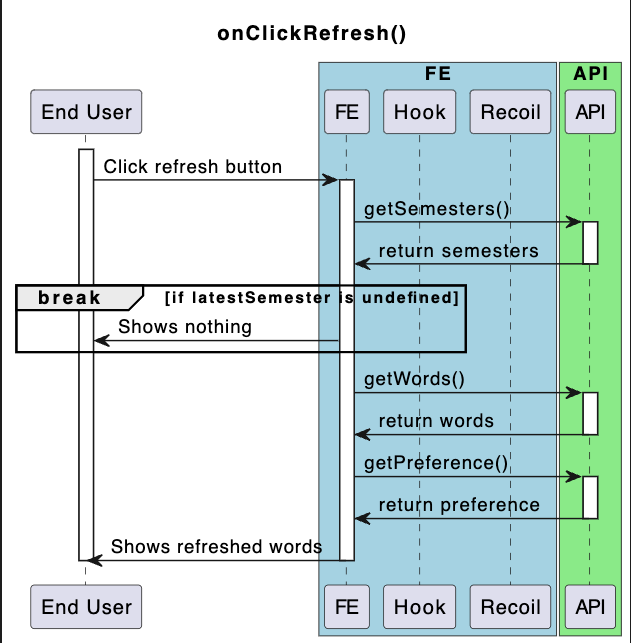 onClickRefresh()
FE
API
End User
FE
Hook
Recoil
API
Click refresh button
getSemesters()
return semesters
break
[if latestSemester is undefined]
Shows nothing
getWords()
return words
getPreference()
return preference
Shows refreshed words
End User
FE
Hook
Recoil
API